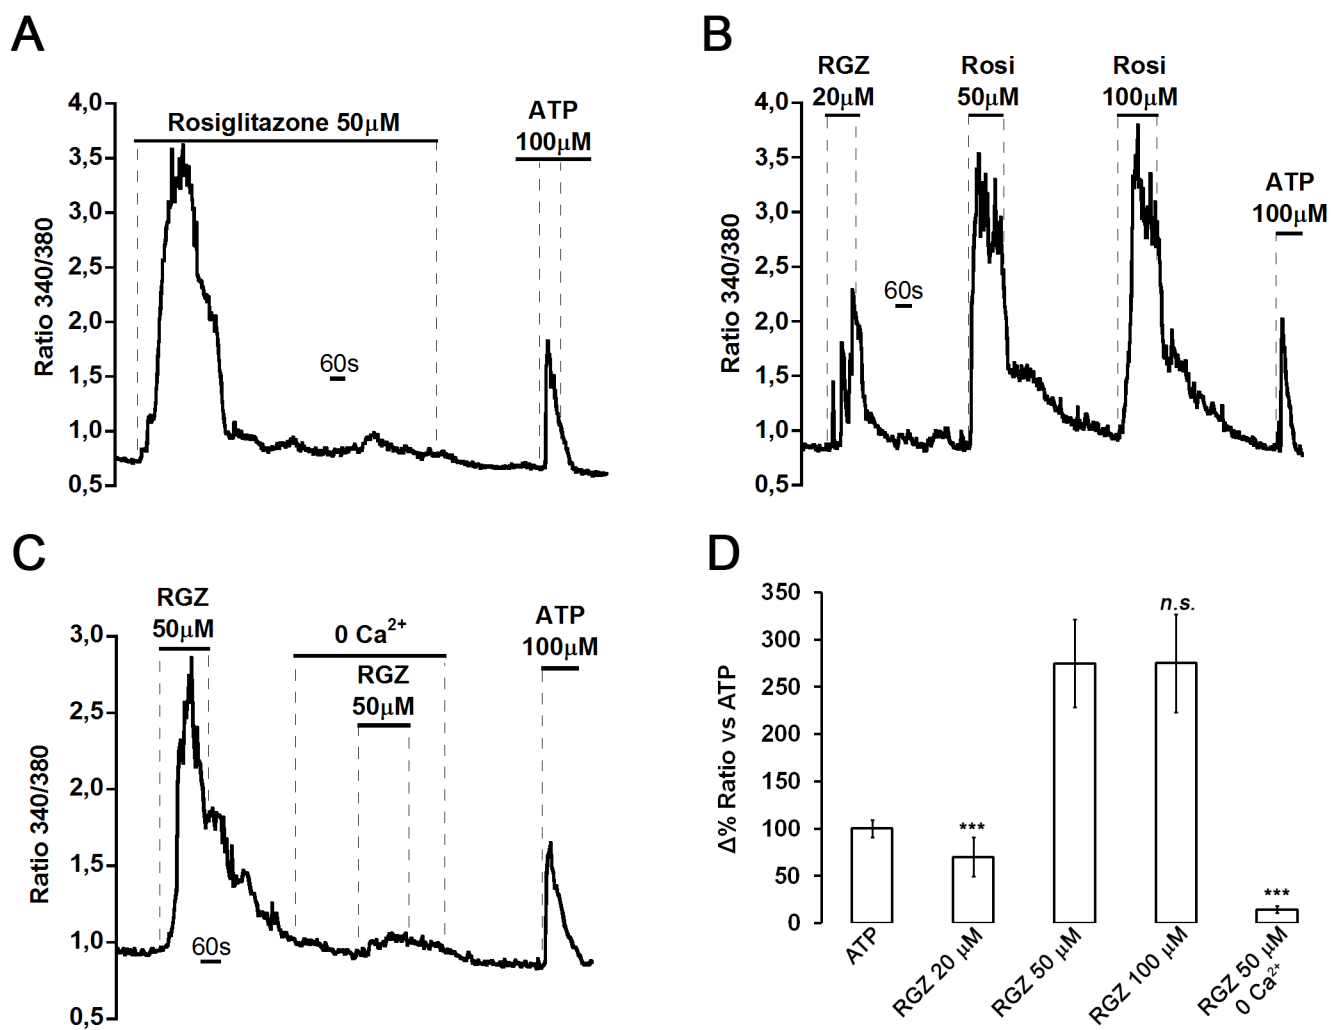 A
Rosiglitazone 50µM
ATP
100µM
Ratio 340/380
4,0
3,5
3,0
2,5
2,0
1,5
1,0
0,5
60s
B
RGZ
20µM
Rosi
50µM
Rosi
100µM
ATP
100µM
Ratio 340/380
4,0
3,5
3,0
2,5
2,0
1,5
1,0
0,5
60s
C
RGZ
50µM
0 Ca²⁺
RGZ
50µM
ATP
100µM
Ratio 340/380
3,0
2,5
2,0
1,5
1,0
0,5
60s
D
Δ% Ratio vs ATP
350
300
250
200
150
100
50
0
***
n.s.
***
ATP
RGZ 20 µM
RGZ 50 µM
RGZ 100 µM
RGZ 50 µM
0 Ca²⁺